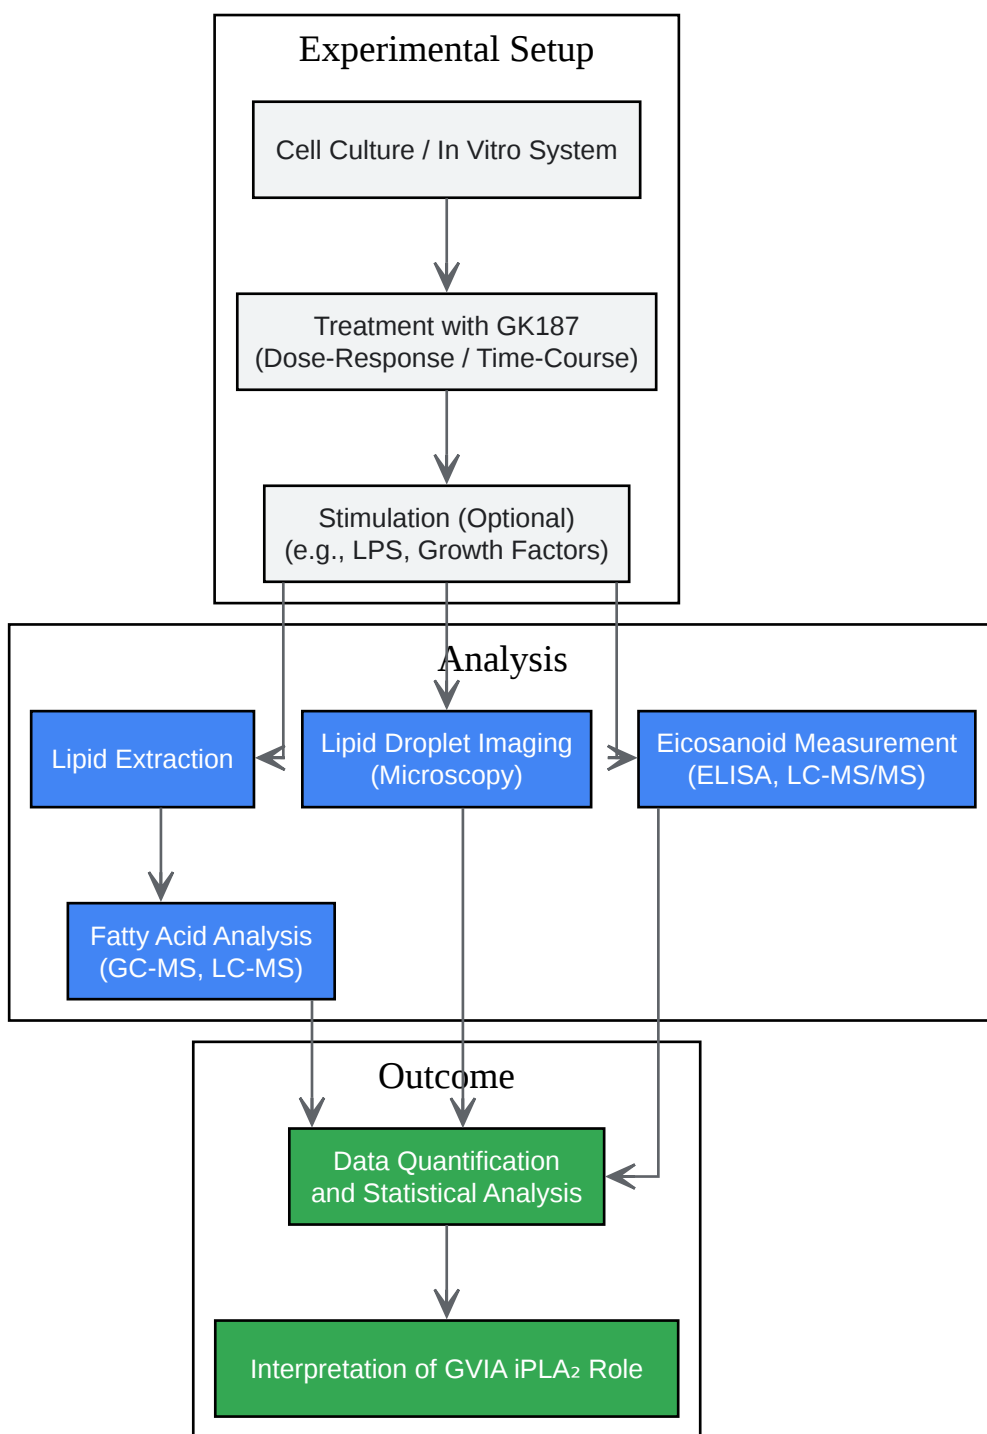 Experimental Setup
Cell Culture / In Vitro System
Treatment with GK187
(Dose-Response / Time-Course)
Stimulation (Optional)
(e.g., LPS, Growth Factors)
Analysis
Lipid Extraction
Lipid Droplet Imaging
(Microscopy)
Eicosanoid Measurement
(ELISA, LC-MS/MS)
Fatty Acid Analysis
(GC-MS, LC-MS)
Outcome
Data Quantification
and Statistical Analysis
Interpretation of GVIA iPLA₂ Role